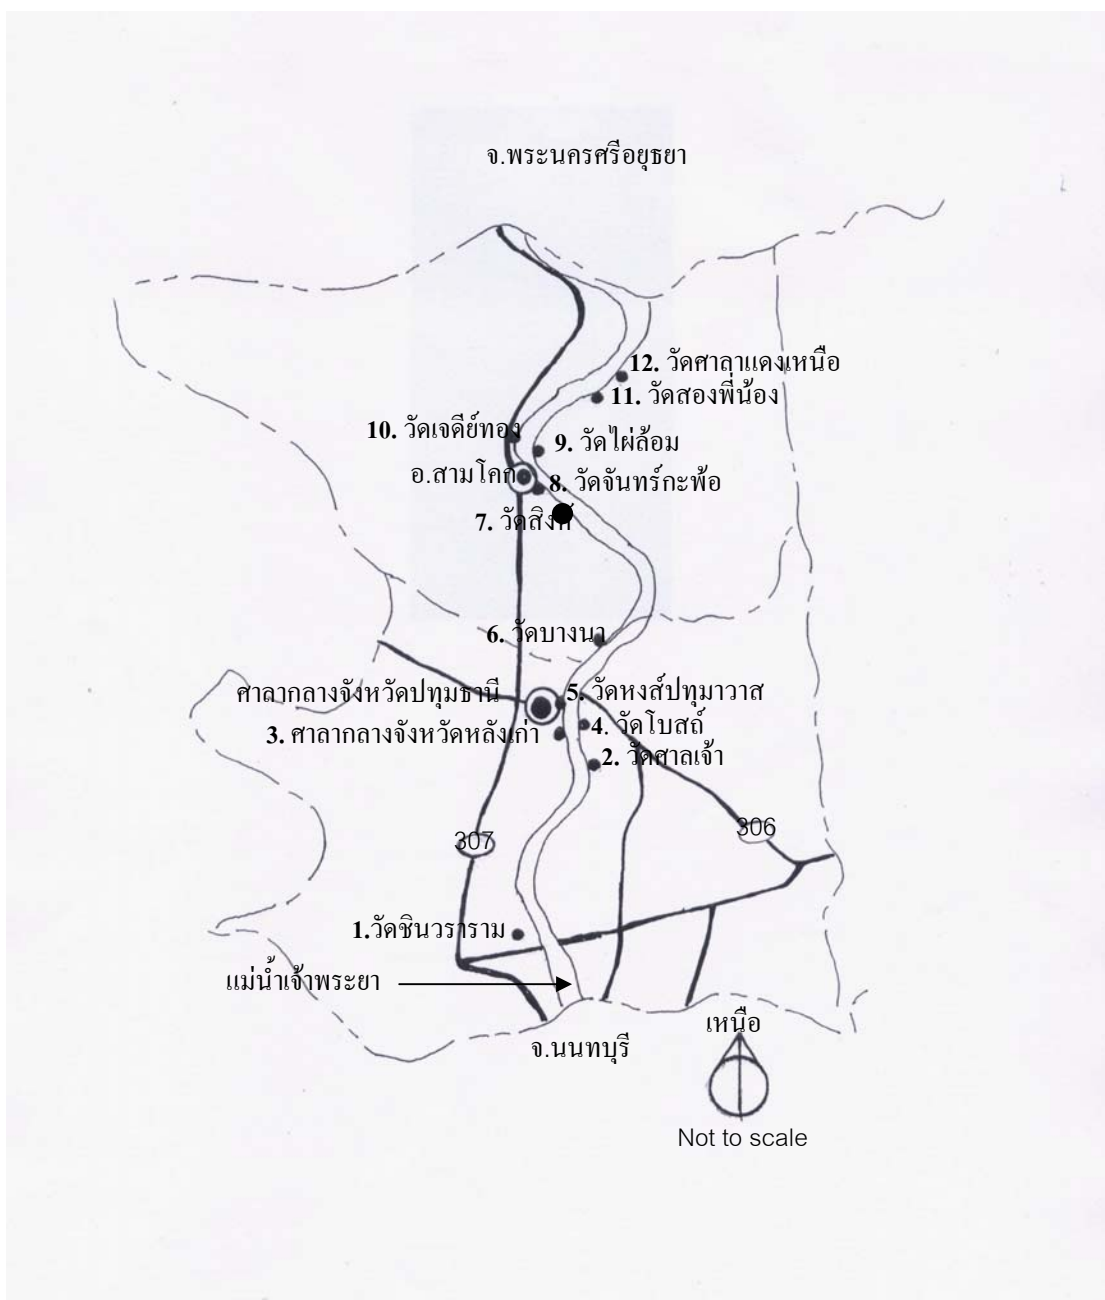 จ.พระนครศรีอยุธยา
12. วัดศาลาแดงเหนือ
11. วัดสองพี่น้อง
10. วัดเจดีย์ทอง
9. วัดไผ่ล้อม
อ.สามโคก
8. วัดจันทร์กะพ้อ
7. วัดสิงห์
6. วัดบางนา
ศาลากลางจังหวัดปทุมธานี
5. วัดหงส์ปทุมาวาส
4. วัดโบสถ์
3. ศาลากลางจังหวัดหลังเก่า
2. วัดศาลเจ้า
306
307
1.วัดชินวราราม
แม่น้ำเจ้าพระยา
เหนือ
จ.นนทบุรี
Not to scale